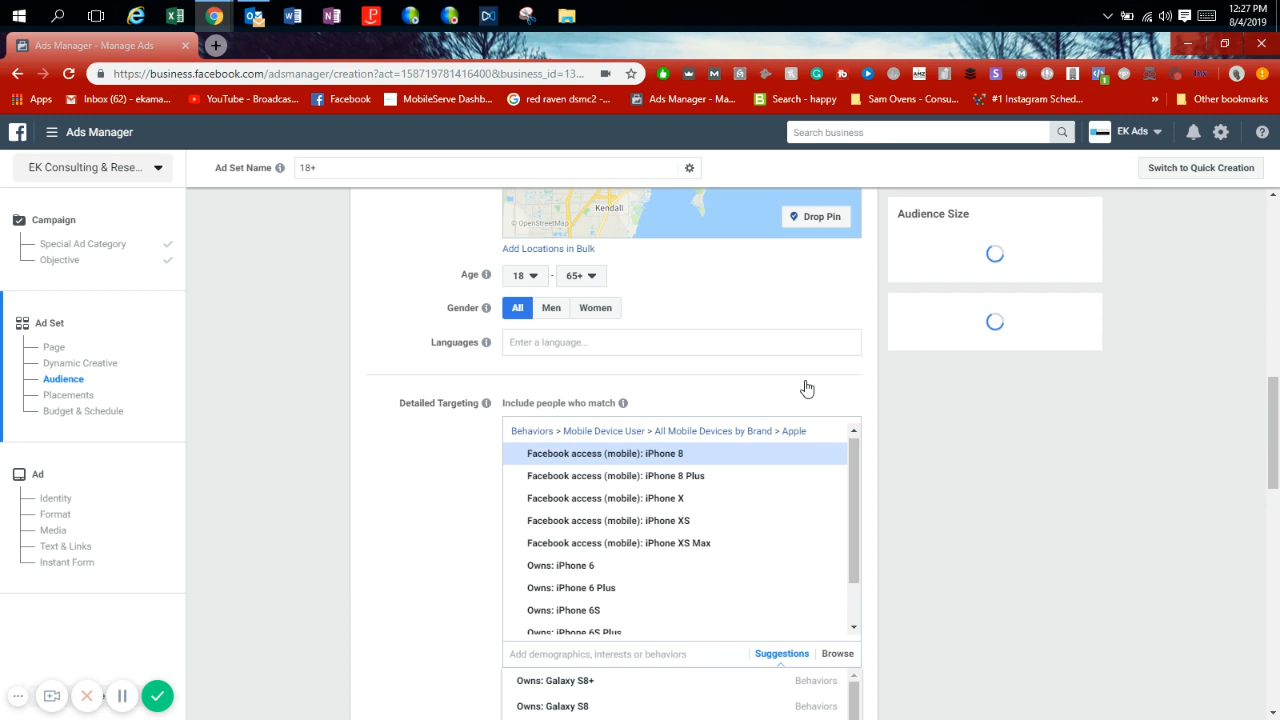 12:27 PM
8/4/2019
Ads Manager - Manage Ads
https://business.facebook.com/adsmanager/creation?act=1587197814164008&business_id=13...
Apps
Inbox (62) - ekama...
YouTube - Broadcas...
Facebook
MobileServe Dashb...
red raven dsmc2 -...
Ads Manager - Ma...
Search - happy
Sam Ovens - Consu...
#1 Instagram Sched...
»
Other bookmarks
Ads Manager
Search business
EK Ads
EK Consulting & Rese...
Ad Set Name
18+
Switch to Quick Creation
Campaign
Special Ad Category
Objective
Ad Set
Page
Dynamic Creative
Audience
Placements
Budget & Schedule
Ad
Identity
Format
Media
Text & Links
Instant Form
Kendall
© OpenStreetMap
Drop Pin
Add Locations in Bulk
Age 18 - 65+
Gender All Men Women
Languages Enter a language...
Detailed Targeting Include people who match
Behaviors > Mobile Device User > All Mobile Devices by Brand > Apple
Facebook access (mobile): iPhone 8
Facebook access (mobile): iPhone 8 Plus
Facebook access (mobile): iPhone X
Facebook access (mobile): iPhone XS
Facebook access (mobile): iPhone XS Max
Owns: iPhone 6
Owns: iPhone 6 Plus
Owns: iPhone 6S
Owns: iPhone 6S Plus
Add demographics, interests or behaviors Suggestions Browse
Owns: Galaxy S8+ Behaviors
Owns: Galaxy S8 Behaviors
Audience Size